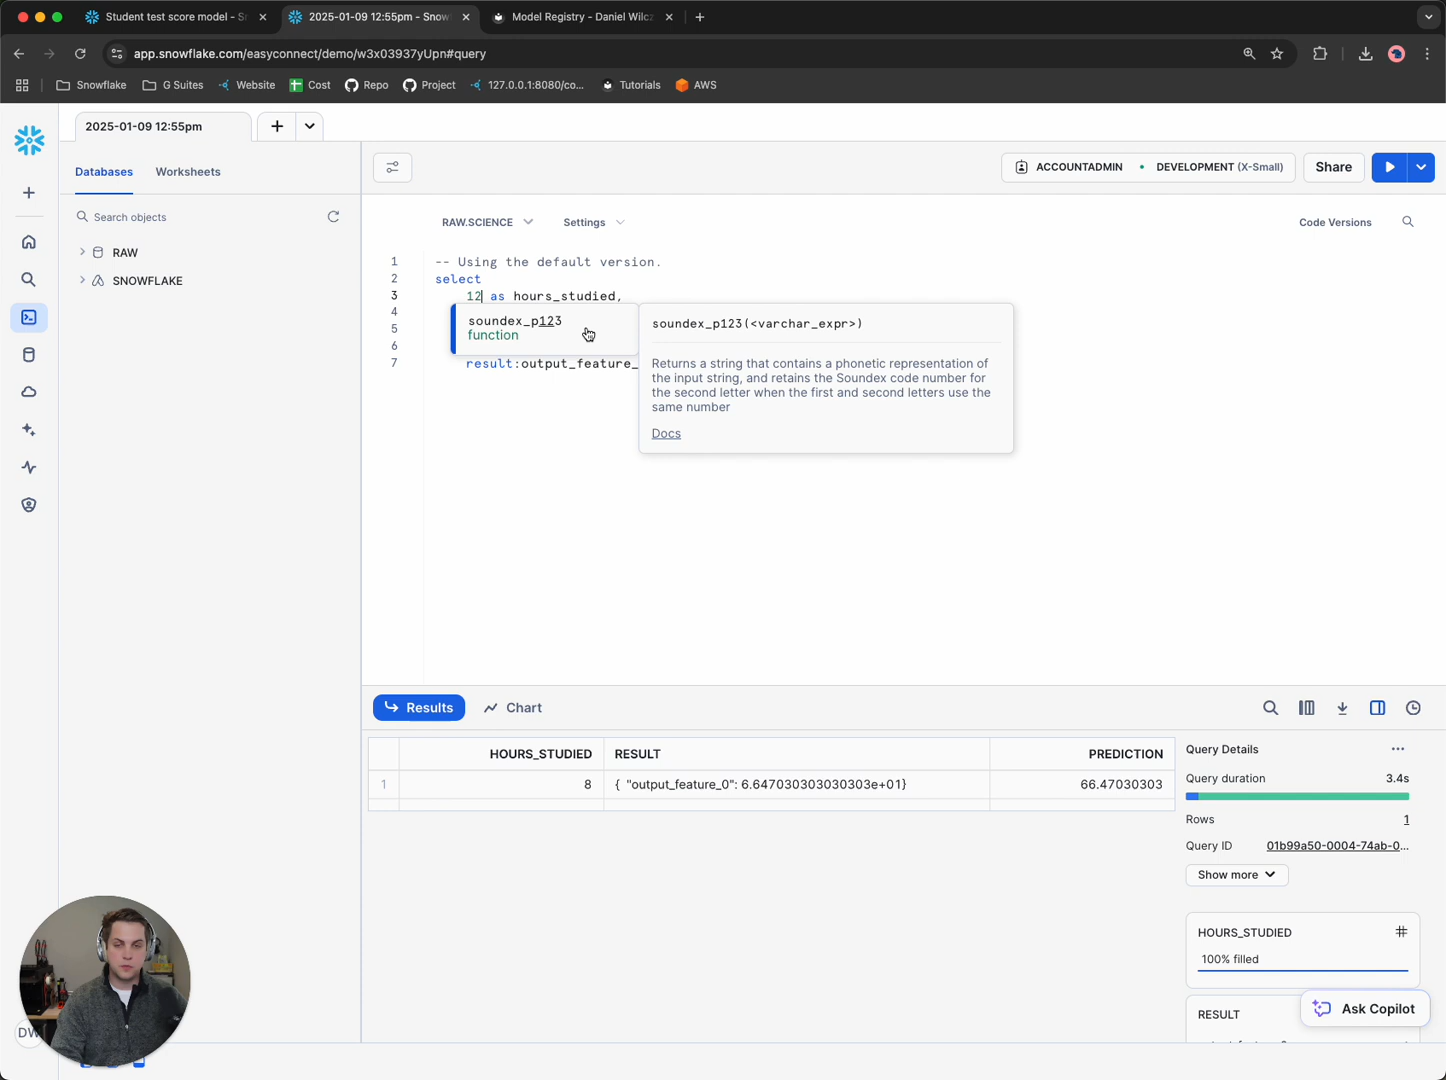 Student test score model - S
2025-01-09 12:55pm - Snow
Model Registry - Daniel Wilc
app.snowflake.com/easyconnect/demo/w3x03937yUpn#query
Snowflake
G Suites
Website
Cost
Repo
Project
127.0.0.1:8080/co...
Tutorials
AWS
2025-01-09 12:55pm
Databases
Worksheets
ACCOUNTADMIN
DEVELOPMENT (X-Small)
Share
Search objects
RAW
SNOWFLAKE
RAW.SCIENCE
Settings
Code Versions
1 -- Using the default version.
2 select
3 12 as hours_studied,
4
5
6
7 result:output_feature_
soundex_p123
function
soundex_p123(<varchar_expr>)
Returns a string that contains a phonetic representation of
the input string, and retains the Soundex code number for
the second letter when the first and second letters use the
same number
Docs
Results
Chart
HOURS_STUDIED RESULT PREDICTION
1 8 { "output_feature_0": 6.647030303030303e+01} 66.47030303
Query Details
Query duration 3.4s
Rows 1
Query ID 01b99a50-0004-74ab-0...
Show more
HOURS_STUDIED
100% filled
RESULT
Ask Copilot
DW